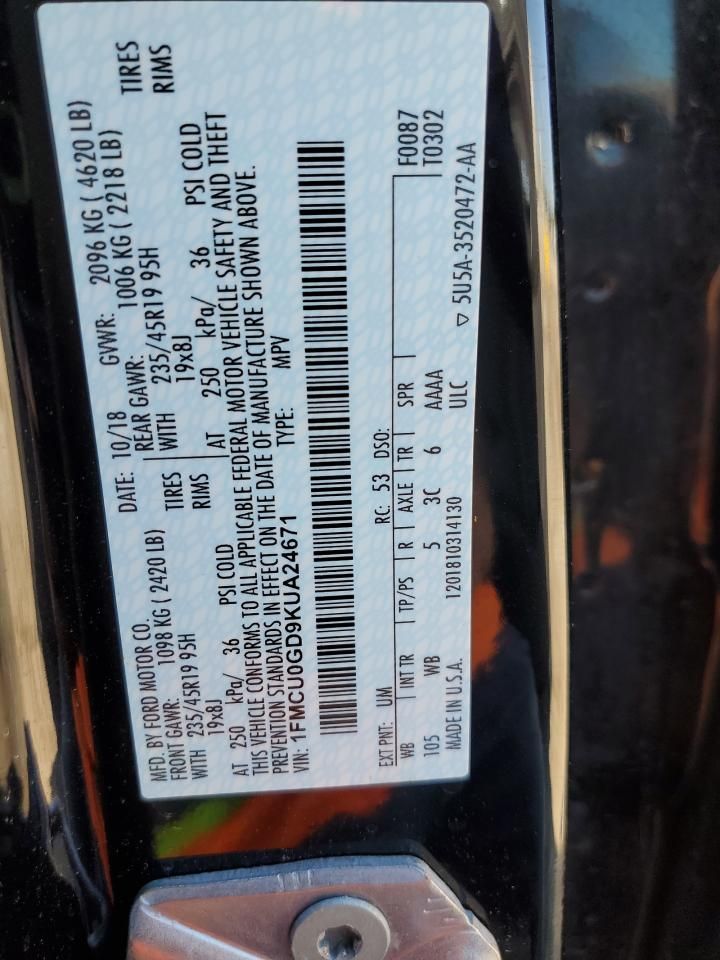 MFD. BY FORD MOTOR CO. DATE: 10/18 GVWR: 2096 KG ( 4620 LB)
FRONT GAWR: 1098 KG ( 2420 LB) REAR GAWR: 1006 KG ( 2218 LB)
WITH 235/45R19 95H TIRES WITH 235/45R19 95H TIRES
19x8J RIMS 19x8J RIMS
AT 250 kPa/ 36 PSI COLD AT 250 kPa/ 36 PSI COLD
THIS VEHICLE CONFORMS TO ALL APPLICABLE FEDERAL MOTOR VEHICLE SAFETY AND THEFT
PREVENTION STANDARDS IN EFFECT ON THE DATE OF MANUFACTURE SHOWN ABOVE.
VIN: 1FMCU0GD9KUA24671 TYPE: MPV
EXT PNT: UM RC: 53 DSO: F0087
WB INT TR TP/PS R AXLE TR SPR T0302
105 WB 5 3C 6 AAAA
MADE IN U.S.A. 1201810314130 ULC ▽ 5U5A-3520472-AA